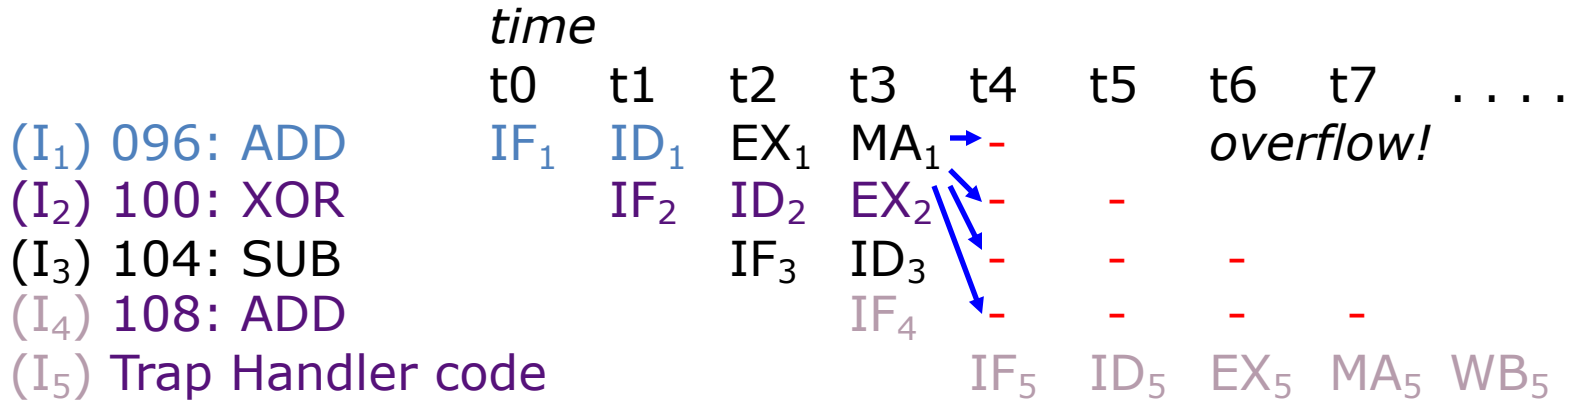 time
t0 t1 t2 t3 t4 t5 t6 t7 . . . .
(I₁) 096: ADD IF₁ ID₁ EX₁ MA₁ - overflow!
(I₂) 100: XOR IF₂ ID₂ EX₂ - -
(I₃) 104: SUB IF₃ ID₃ - - -
(I₄) 108: ADD IF₄ - - - -
(I₅) Trap Handler code IF₅ ID₅ EX₅ MA₅ WB₅